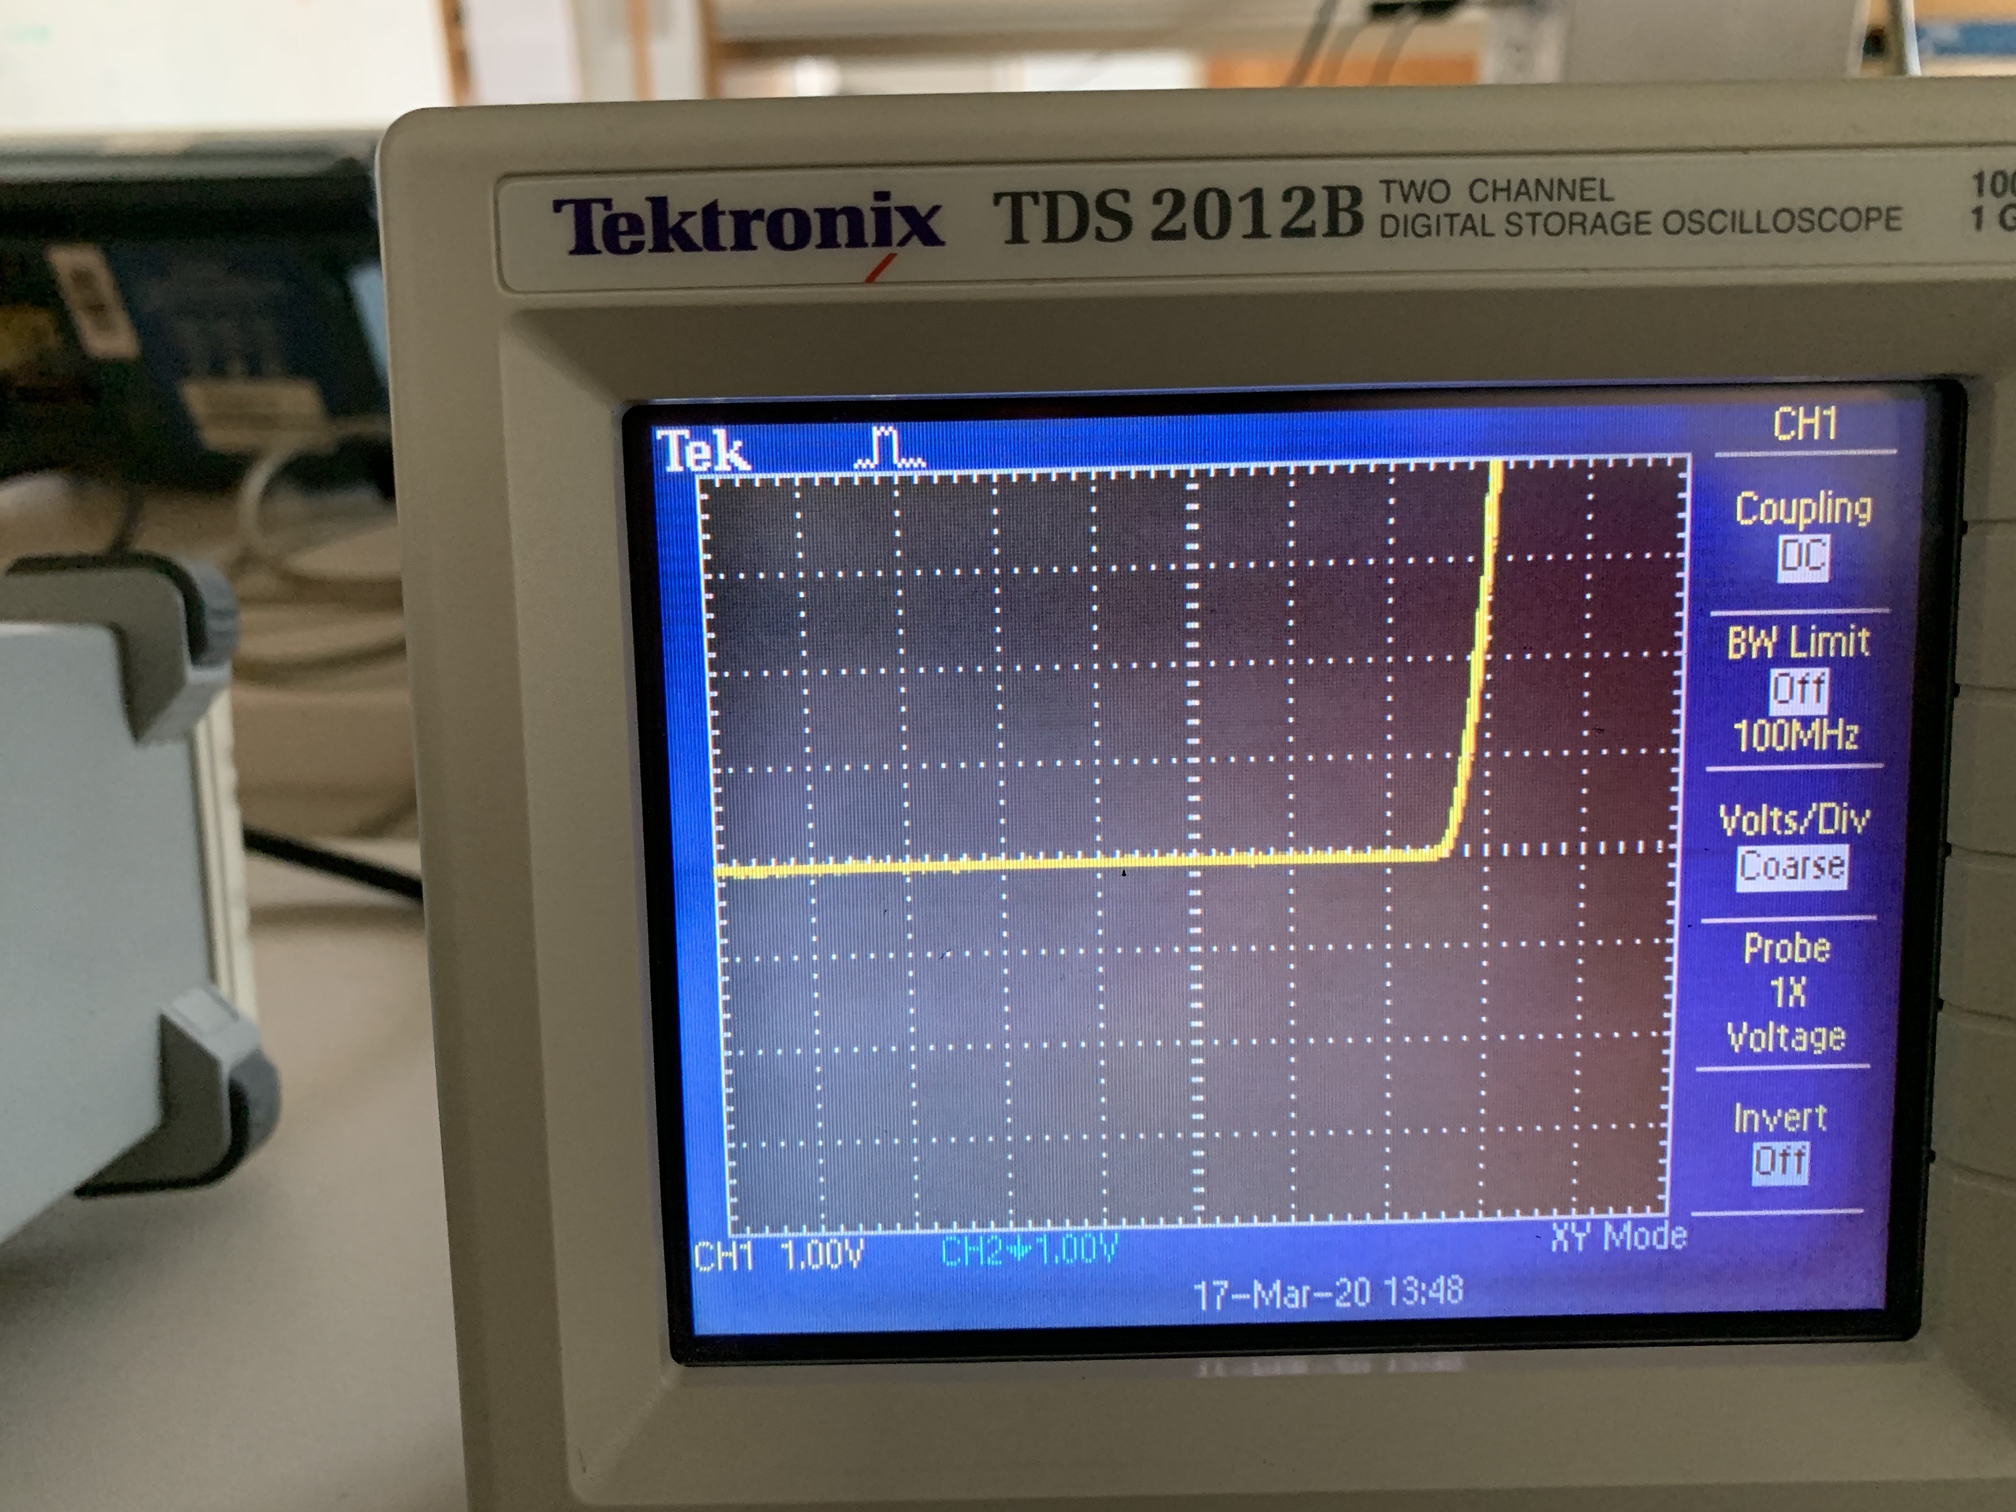 Tektronix TDS 2012B TWO CHANNEL
DIGITAL STORAGE OSCILLOSCOPE
Tek
CH1
Coupling
DC
BW Limit
Off
100MHz
Volts/Div
Coarse
Probe
1X
Voltage
Invert
Off
CH1 1.00V CH2 1.00V XY Mode
17-Mar-20 13:48